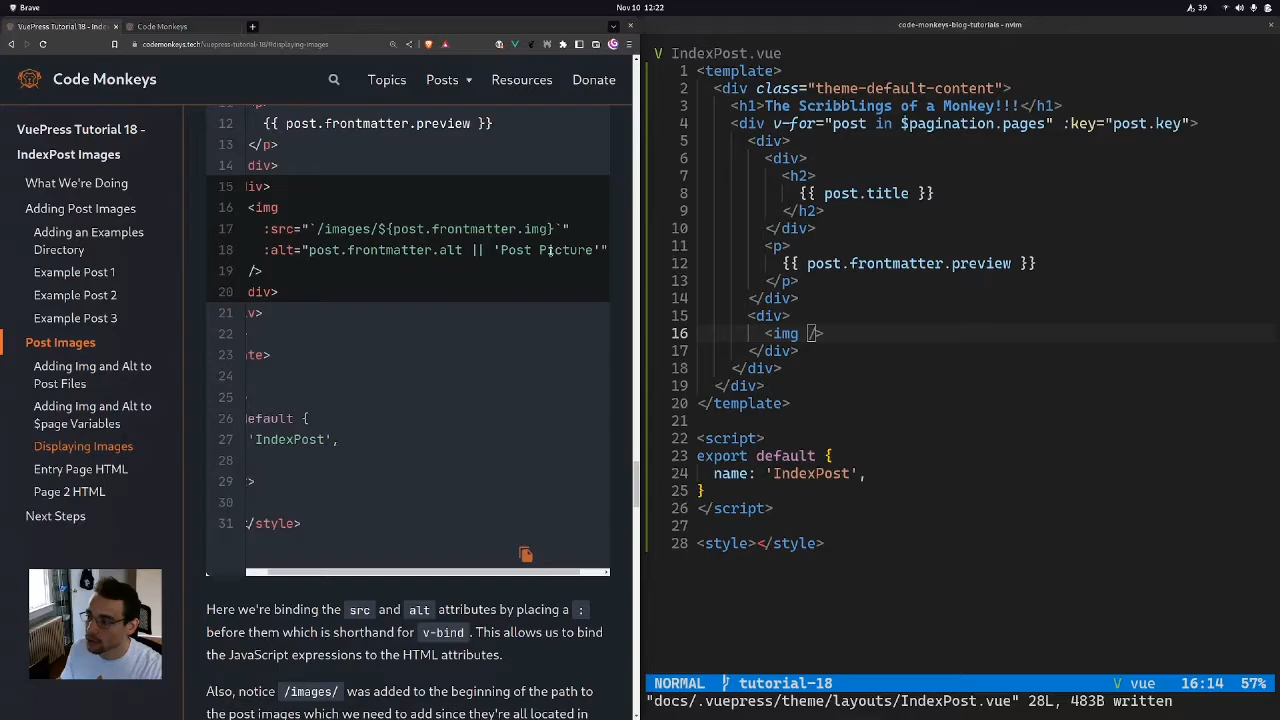 Brave
Nov 10 12:22
39
VuePress Tutorial 18 - Inde
Code Monkeys
codemonkeys.tech/vuepress-tutorial-18/#displaying-images
code-monkeys-blog-tutorials - nvim
Code Monkeys
Topics
Posts
Resources
Donate
VuePress Tutorial 18 -
IndexPost Images
What We're Doing
Adding Post Images
Adding an Examples
Directory
Example Post 1
Example Post 2
Example Post 3
Post Images
Adding Img and Alt to
Post Files
Adding Img and Alt to
$page Variables
Displaying Images
Entry Page HTML
Page 2 HTML
Next Steps
12 {{ post.frontmatter.preview }}
13 </p>
14 div>
15 div>
16 <img
17 :src="`/images/${post.frontmatter.img}`"
18 :alt="post.frontmatter.alt || 'Post Picture'"
19 />
20 div>
21 v>
22 >
23 ate>
24
25
26 default {
27 'IndexPost',
28
29 >
30
31 </style>
Here we're binding the src and alt attributes by placing a :
before them which is shorthand for v-bind . This allows us to bind
the JavaScript expressions to the HTML attributes.
Also, notice /images/ was added to the beginning of the path to
the post images which we need to add since they're all located in
IndexPost.vue
1 <template>
2 <div class="theme-default-content">
3 <h1>The Scribblings of a Monkey!!!</h1>
4 <div v-for="post in $pagination.pages" :key="post.key">
5 <div>
6 <div>
7 <h2>
8 {{ post.title }}
9 </h2>
10 </div>
11 <p>
12 {{ post.frontmatter.preview }}
13 </p>
14 </div>
15 <div>
16 <img />
17 </div>
18 </div>
19 </div>
20 </template>
21
22 <script>
23 export default {
24 name: 'IndexPost',
25 }
26 </script>
27
28 <style></style>
NORMAL tutorial-18 vue 16:14 57%
"docs/.vuepress/theme/layouts/IndexPost.vue" 28L, 483B written